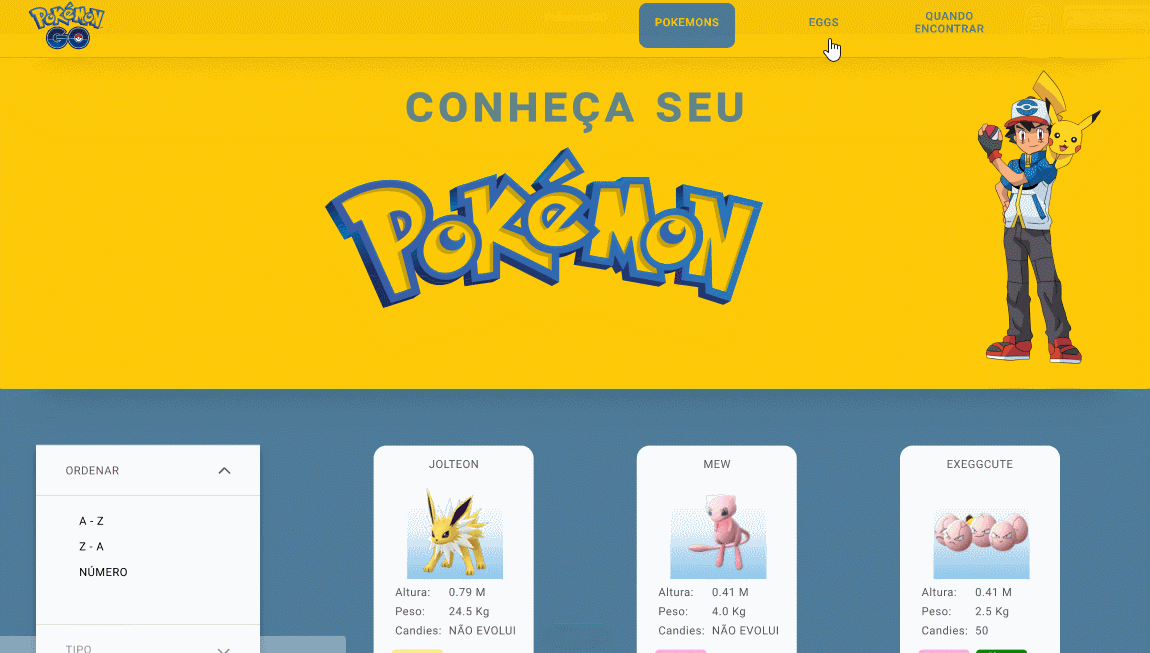 POKÉMON
GO
POKEMONS
EGGS
QUANDO
ENCONTRAR
CONHEÇA SEU
POKÉMON
ORDENAR
A - Z
Z - A
NÚMERO
TIPO
JOLTEON
Altura: 0.79 M
Peso: 24.5 Kg
Candies: NÃO EVOLUI
MEW
Altura: 0.41 M
Peso: 4.0 Kg
Candies: NÃO EVOLUI
EXEGGCUTE
Altura: 0.41 M
Peso: 2.5 Kg
Candies: 50